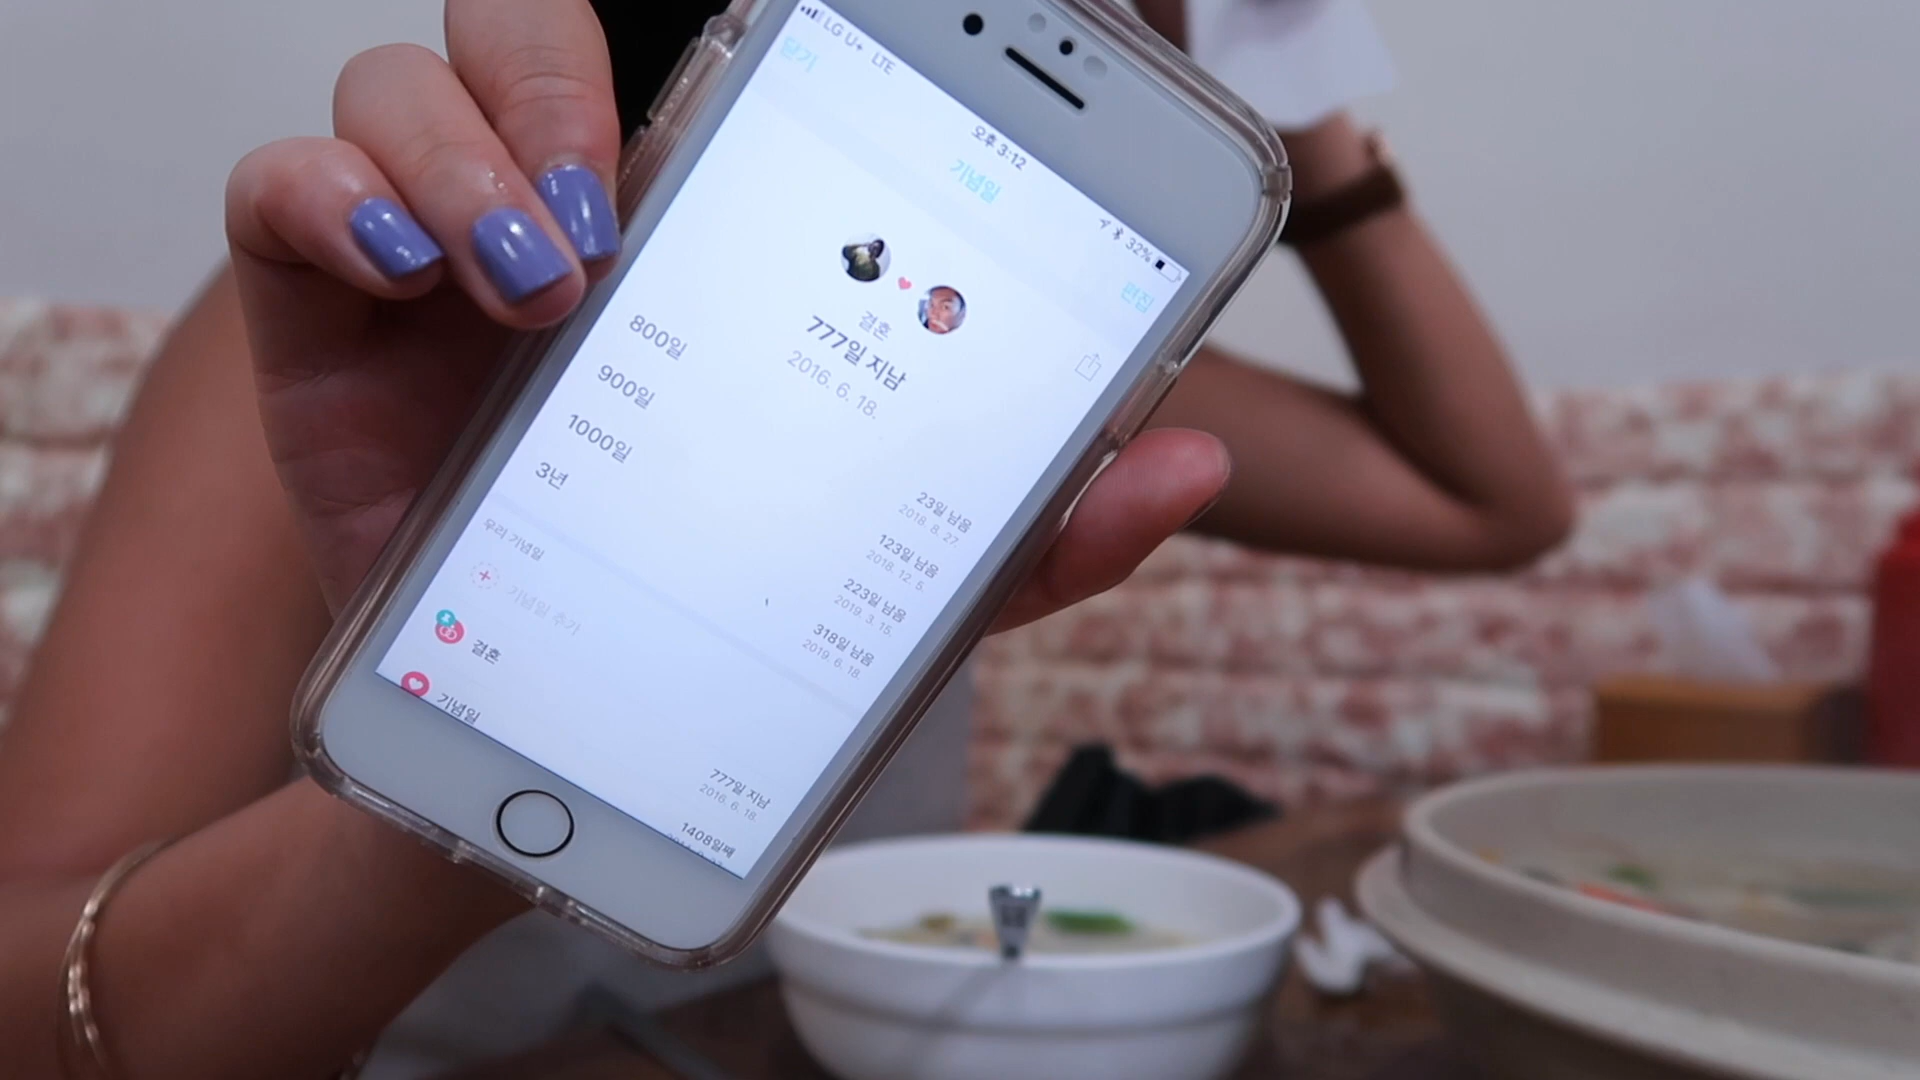 LG U+ LTE
오후 3:12
32%
닫기
기념일
편집
결혼
777일 지남
2016. 6. 18.
800일
23일 남음
2018. 8. 27.
900일
123일 남음
2018. 12. 5.
1000일
223일 남음
2019. 3. 15.
3년
318일 남음
2019. 6. 18.
우리 기념일
기념일 추가
결혼
777일 지남
2016. 6. 18.
기념일
1408일째